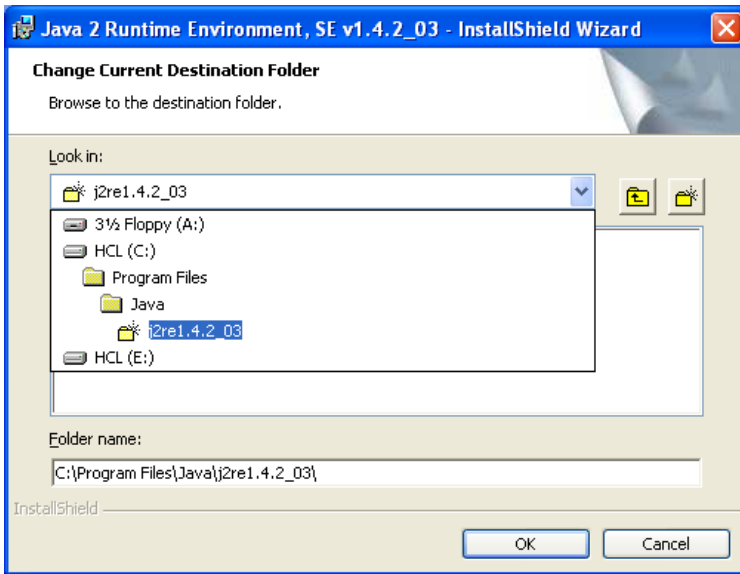 Java 2 Runtime Environment, SE v1.4.2_03 - InstallShield Wizard
Change Current Destination Folder
Browse to the destination folder.
Look in:
j2re1.4.2_03
3½ Floppy (A:)
HCL (C:)
Program Files
Java
j2re1.4.2_03
HCL (E:)
Folder name:
C:\Program Files\Java\j2re1.4.2_03\
InstallShield
OK Cancel